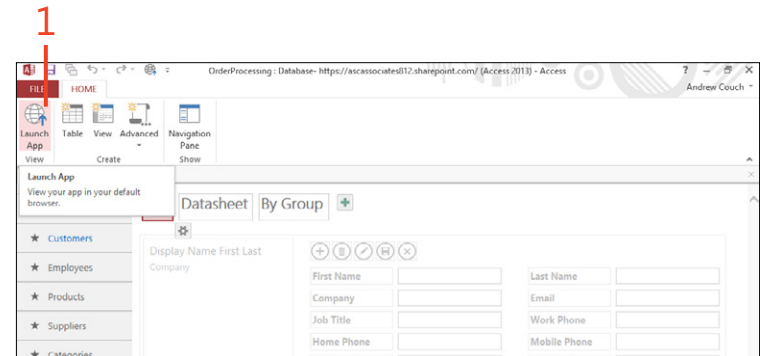 1
OrderProcessing : Database- https://ascassociates812.sharepoint.com/ (Access 2013) - Access
?
FILE HOME
Andrew Couch
Launch App
Table
View
Advanced
Navigation Pane
View
Create
Show
Launch App
View your app in your default
browser.
Datasheet By Group
Customers
Employees
Products
Suppliers
Categories
Display Name First Last
Company
First Name Last Name
Company Email
Job Title Work Phone
Home Phone Mobile Phone